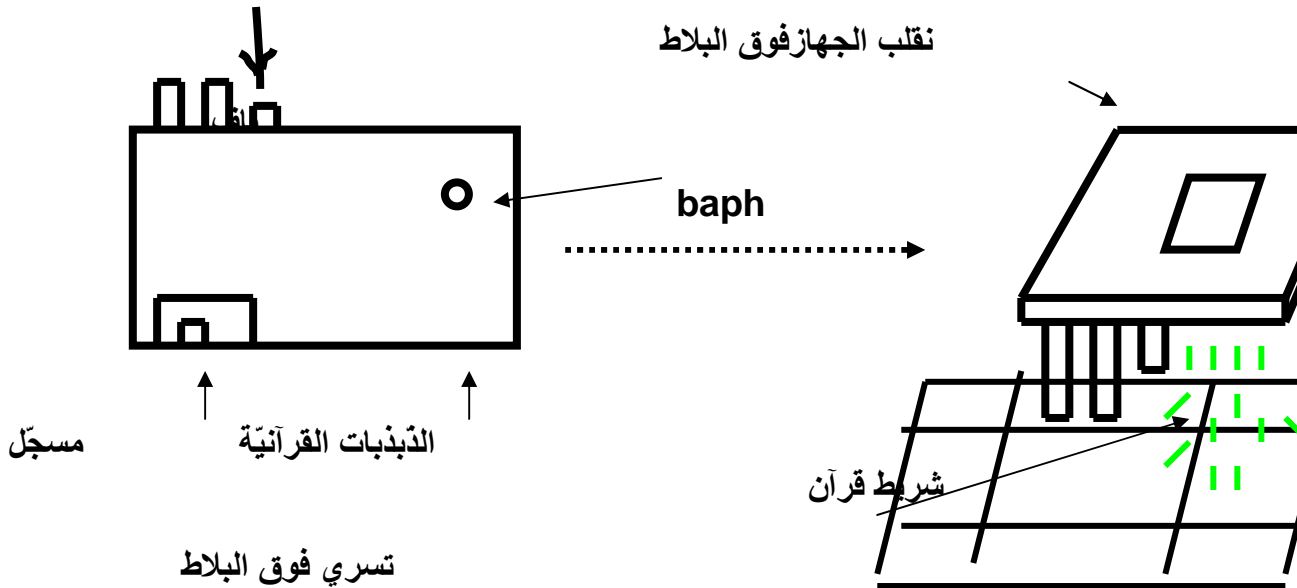 نقلب الجهازفوق البلاط
baph
مسجّل
الذّبذبات القرآنيّة
شريط قرآن
تسري فوق البلاط